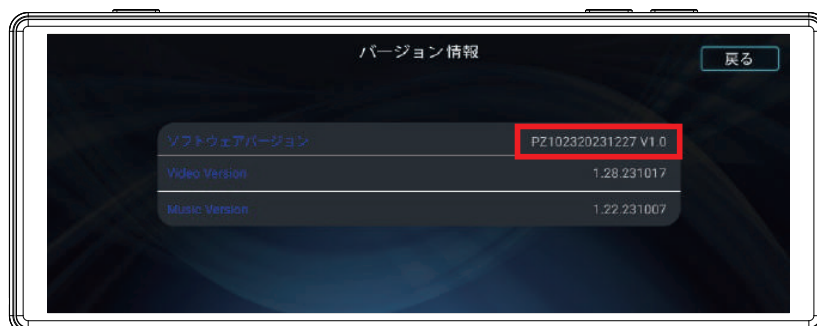 バージョン情報
戻る
ソフトウェアバージョン PZ102320231227 V1.0
Video Version 1.28.231017
Music Version 1.22.231007